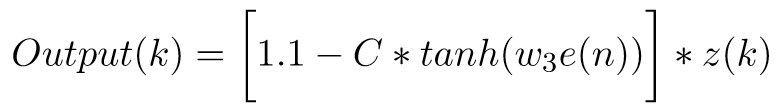 Output(k) = [1.1 − C ∗ tanh(w₃e(n))] ∗ z(k)